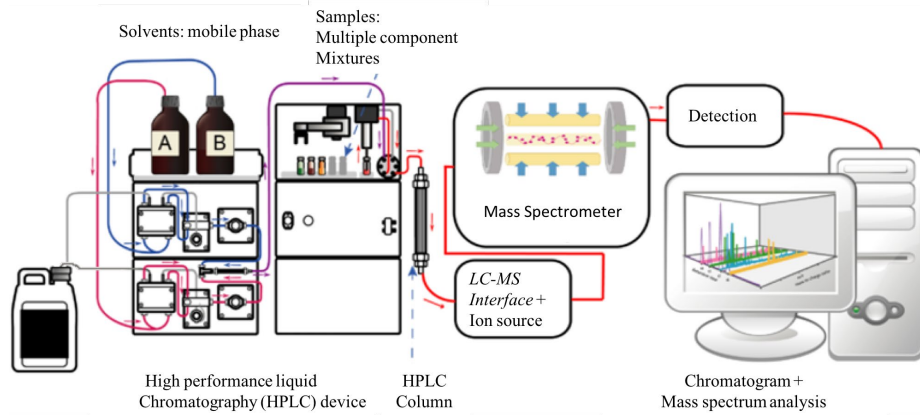 Solvents: mobile phase
Samples:
Multiple component
Mixtures
A
B
Mass Spectrometer
Detection
LC-MS
Interface +
Ion source
High performance liquid
Chromatography (HPLC) device
HPLC
Column
Chromatogram +
Mass spectrum analysis